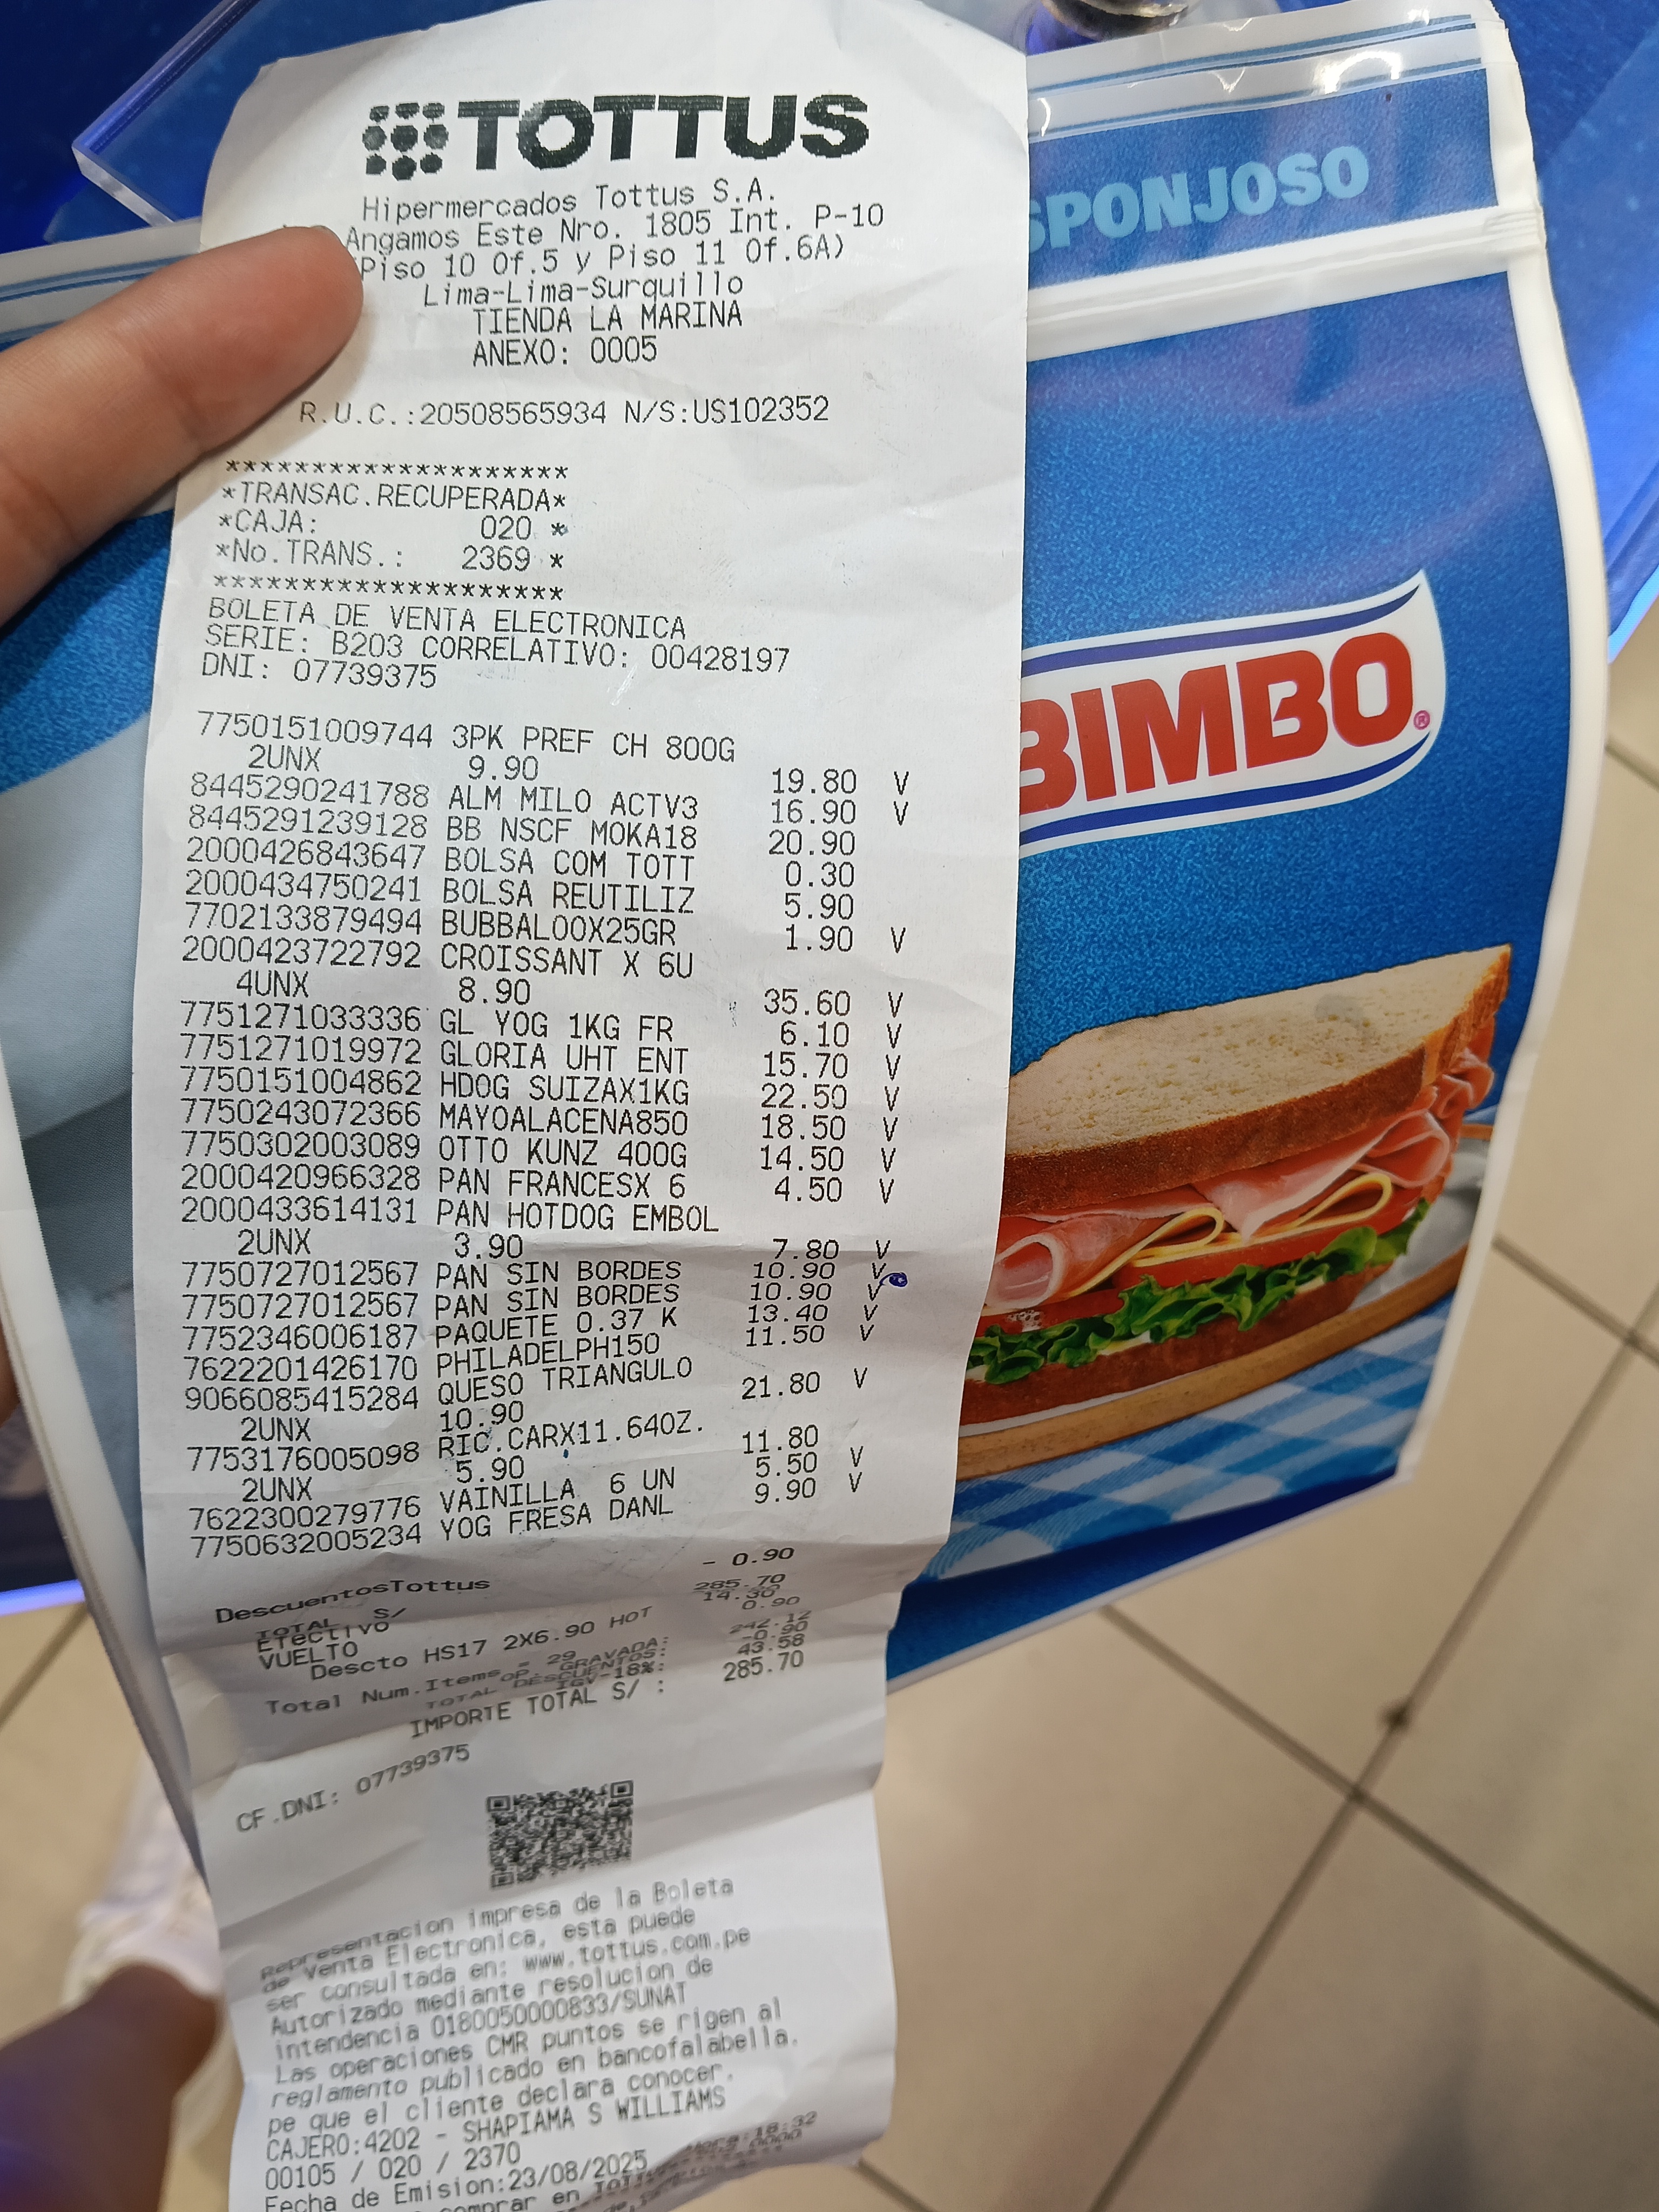 TOTTUS
Hipermercados Tottus S.A.
Angamos Este Nro. 1805 Int. P-10
Piso 10 Of.5 y Piso 11 Of.6A)
Lima-Lima-Surquillo
TIENDA LA MARINA
ANEXO: 0005
R.U.C.:20508565934 N/S:US102352
********************
*TRANSAC.RECUPERADA*
*CAJA: 020 *
*No.TRANS.: 2369 *
********************
BOLETA DE VENTA ELECTRONICA
SERIE: B203 CORRELATIVO: 00428197
DNI: 07739375
7750151009744 3PK PREF CH 800G
2UNX 9.90 19.80 V
8445290241788 ALM MILO ACTV3 16.90 V
8445291239128 BB NSCF MOKA18 20.90
2000426843647 BOLSA COM TOTT 0.30
2000434750241 BOLSA REUTILIZ 5.90
7702133879494 BUBBALOOX25GR 1.90 V
2000423722792 CROISSANT X 6U
4UNX 8.90 35.60 V
7751271033336 GL YOG 1KG FR 6.10 V
7751271019972 GLORIA UHT ENT 15.70 V
7750151004862 HDOG SUIZAX1KG 22.50 V
7750243072366 MAYOALACENA850 18.50 V
7750302003089 OTTO KUNZ 400G 14.50 V
2000420966328 PAN FRANCESX 6 4.50 V
2000433614131 PAN HOTDOG EMBOL
2UNX 3.90 7.80 V
7750727012567 PAN SIN BORDES 10.90 V
7750727012567 PAN SIN BORDES 10.90 V
7752346006187 PAQUETE 0.37 K 13.40 V
7622201426170 PHILADELPH150 11.50 V
9066085415284 QUESO TRIANGULO
2UNX 10.90 21.80 V
7753176005098 RIC.CARX11.64OZ.
2UNX 5.90 11.80
7622300279776 VAINILLA 6 UN 5.50 V
7750632005234 YOG FRESA DANL 9.90 V
DescuentosTottus - 0.90
TOTAL S/ 285.70
Efectivo
VUELTO 14.30
Descto HS17 2X6.90 HOT 0.90
Total Num.Items = 29
OP. GRAVADA: 242.12
TOTAL DESCUENTOS: -0.90
IGV-18%: 43.58
IMPORTE TOTAL S/ : 285.70
CF.DNI: 07739375
Representacion impresa de la Boleta
de Venta Electronica, esta puede
ser consultada en: www.tottus.com.pe
Autorizado mediante resolucion de
intendencia 0180050000833/SUNAT
Las operaciones CMR puntos se rigen al
reglamento publicado en bancofalabella.
pe que el cliente declara conocer.
CAJERO:4202 - SHAPIAMA S WILLIAMS
00105 / 020 / 2370
Fecha de Emision:23/08/2025 Hora:18:32
comprar en
SPONJOSO
BIMBO®